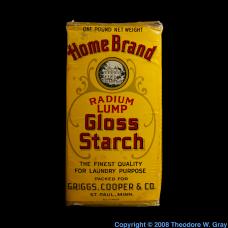 ONE POUND NET WEIGHT
Home Brand
RADIUM
LUMP
Gloss
Starch
THE FINEST QUALITY
FOR LAUNDRY PURPOSE
PACKED FOR
GRIGGS, COOPER & CO.
ST. PAUL, MINN.
Copyright © 2008 Theodore W. Gray